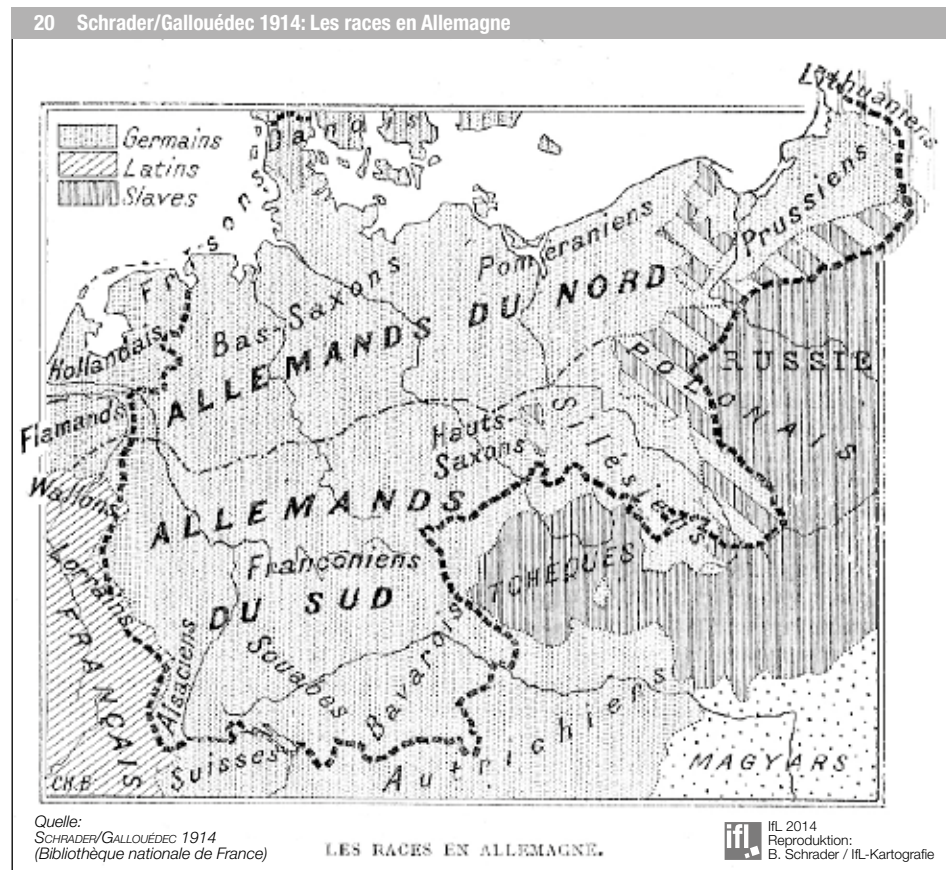 20 Schrader/Gallouédec 1914: Les races en Allemagne
Germains
Latins
Slaves
Danois
Lithuaniens
Prussiens
Frisons
Poméraniens
Bas-Saxons
ALLEMANDS DU NORD
Hollandais
RUSSIE
POLONAIS
Flamands
Hauts-
Saxons
Silésiens
Wallons
ALLEMANDS
DU SUD
Franconiens
TCHÈQUES
Lorrains
FRANÇAIS
Alsaciens
Souabes
Bavarois
Autrichiens
Suisses
MAGYARS
CH.B
Quelle:
SCHRADER/GALLOUÉDEC 1914
(Bibliothèque nationale de France)
LES RACES EN ALLEMAGNE.
ifl
IfL 2014
Reproduktion:
B. Schrader / IfL-Kartografie